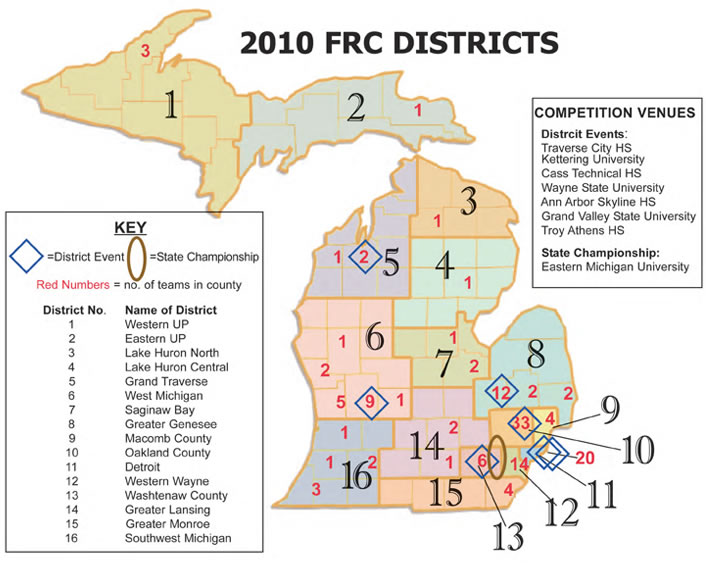 2010 FRC DISTRICTS
3
1
2
1
COMPETITION VENUES
Distrcit Events:
Traverse City HS
Kettering University
Cass Technical HS
Wayne State University
Ann Arbor Skyline HS
Grand Valley State University
Troy Athens HS
State Championship:
Eastern Michigan University
3
1
KEY
=District Event
=State Championship
Red Numbers = no. of teams in county
District No. Name of District
1 Western UP
2 Eastern UP
3 Lake Huron North
4 Lake Huron Central
5 Grand Traverse
6 West Michigan
7 Saginaw Bay
8 Greater Genesee
9 Macomb County
10 Oakland County
11 Detroit
12 Western Wayne
13 Washtenaw County
14 Greater Lansing
15 Greater Monroe
16 Southwest Michigan
1 2 5
4
1
6
1
2
5 9 1
7
1
2
8
12 2 2
9
4
33
10
14
2
1
1
16
1 2
3
6
14
20
11
12
13
15
4